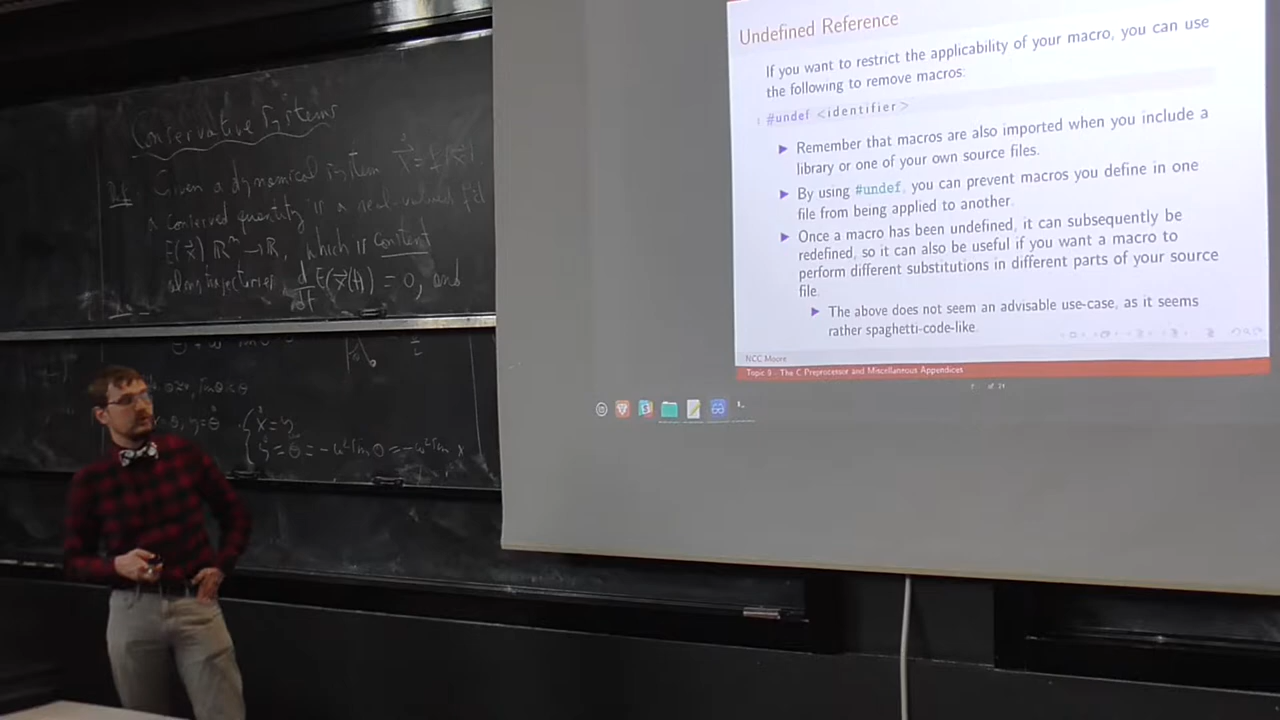 Conservative Systems
Def: Given a dynamical system
a conserved quantity is a real-valued
E(x⃗) ℝⁿ → ℝ, which is constant
along trajectories, d/dt E(x⃗(t)) = 0, and
Undefined Reference
If you want to restrict the applicability of your macro, you can use
the following to remove macros:
#undef <identifier>
▶ Remember that macros are also imported when you include a
library or one of your own source files.
▶ By using #undef, you can prevent macros you define in one
file from being applied to another.
▶ Once a macro has been undefined, it can subsequently be
redefined, so it can also be useful if you want a macro to
perform different substitutions in different parts of your source
file.
▶ The above does not seem an advisable use-case, as it seems
rather spaghetti-code-like.
NCC Moore
Topic 9 - The C Preprocessor and Miscellaneous Appendices